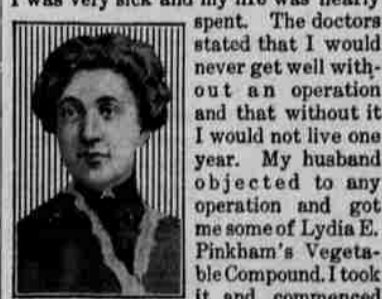 I was very sick and my life was nearly
spent. The doctors
stated that I would
never get well with-
out an operation
and that without it
I would not live one
year. My husband
objected to any
operation and got
me some of Lydia E.
Pinkham's Vegeta-
ble Compound. I took
it and commenced